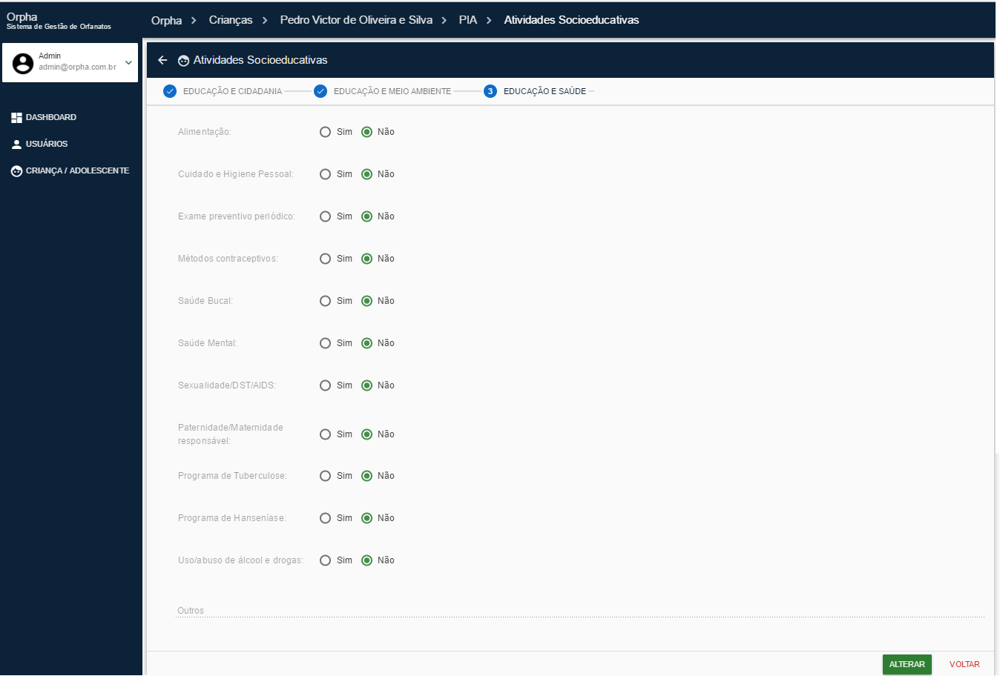 Orpha
Sistema de Gestão de Orfanatos
Orpha > Crianças > Pedro Victor de Oliveira e Silva > PIA > Atividades Socioeducativas
Admin
admin@orpha.com.br
DASHBOARD
USUÁRIOS
CRIANÇA / ADOLESCENTE
Atividades Socioeducativas
EDUCAÇÃO E CIDADANIA EDUCAÇÃO E MEIO AMBIENTE 3 EDUCAÇÃO E SAÚDE
Alimentação: Sim Não
Cuidado e Higiene Pessoal: Sim Não
Exame preventivo periódico: Sim Não
Métodos contraceptivos: Sim Não
Saúde Bucal: Sim Não
Saúde Mental: Sim Não
Sexualidade/DST/AIDS: Sim Não
Paternidade/Maternidade
responsável: Sim Não
Programa de Tuberculose: Sim Não
Programa de Hanseníase: Sim Não
Uso/abuso de álcool e drogas: Sim Não
Outros
ALTERAR VOLTAR